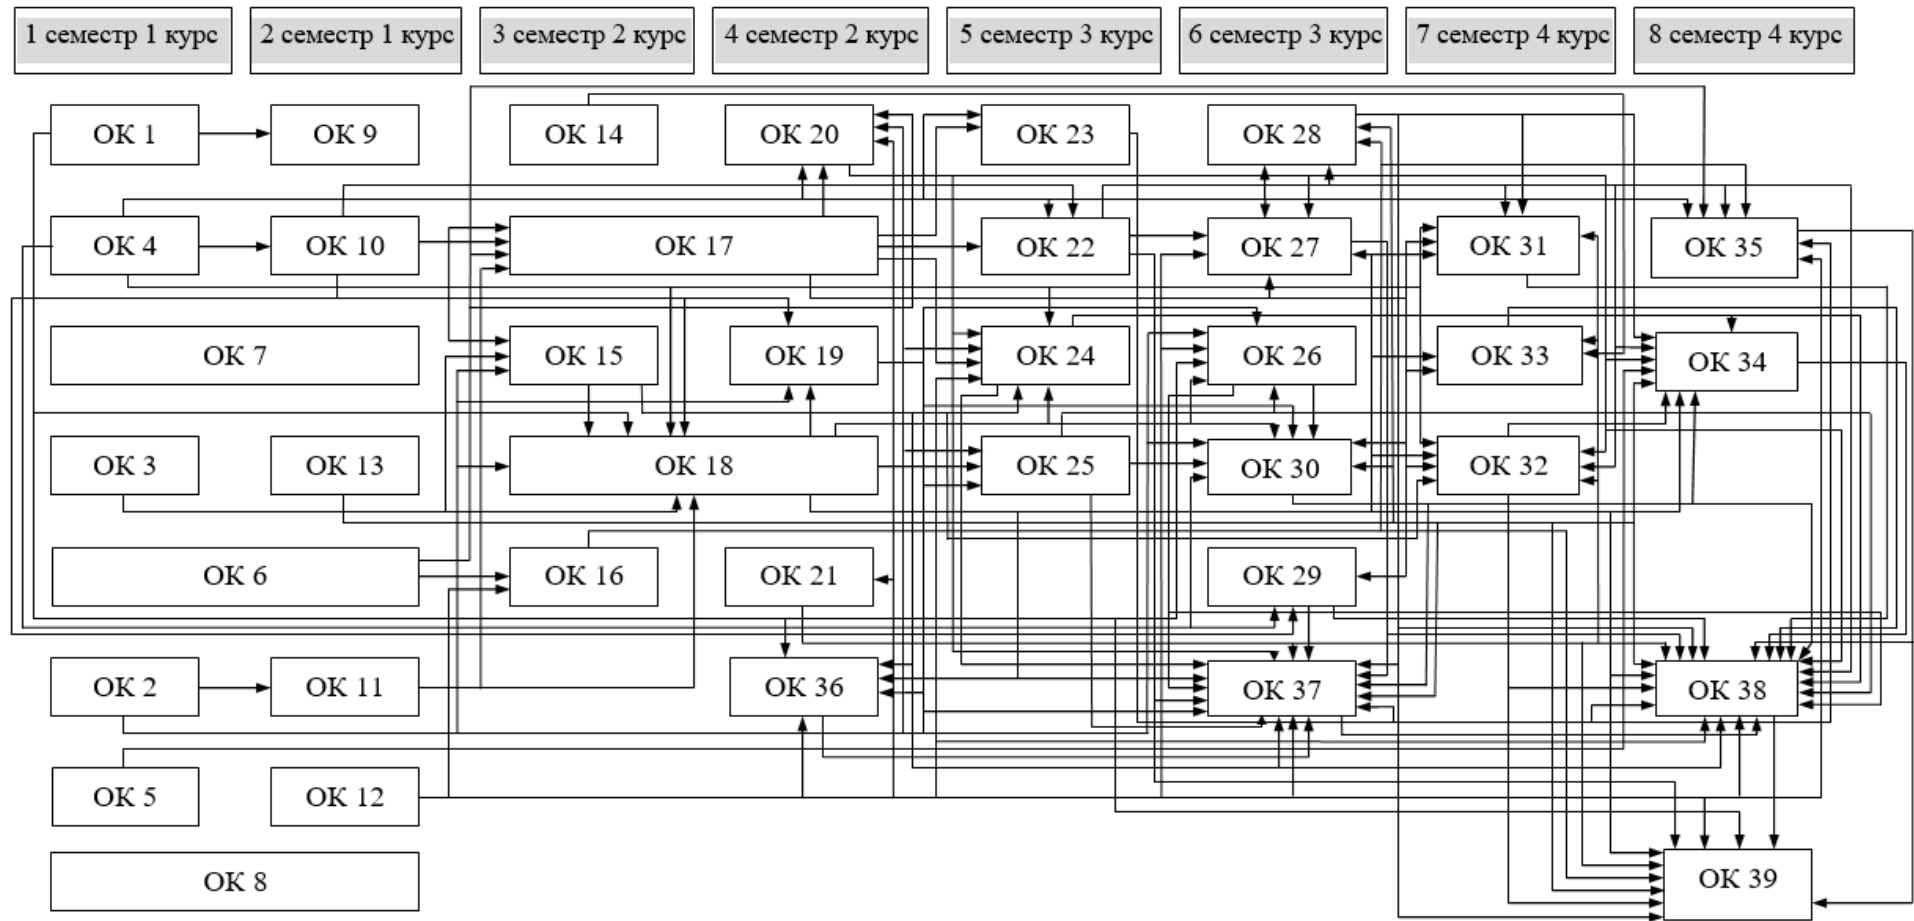 1 семестр 1 курс 2 семестр 1 курс 3 семестр 2 курс 4 семестр 2 курс 5 семестр 3 курс 6 семестр 3 курс 7 семестр 4 курс 8 семестр 4 курс
ОК 1 ОК 9 ОК 14 ОК 20 ОК 23 ОК 28
ОК 4 ОК 10 ОК 17 ОК 22 ОК 27 ОК 31 ОК 35
ОК 7 ОК 15 ОК 19 ОК 24 ОК 26 ОК 33 ОК 34
ОК 3 ОК 13 ОК 18 ОК 25 ОК 30 ОК 32
ОК 6 ОК 16 ОК 21 ОК 29
ОК 2 ОК 11 ОК 36 ОК 37 ОК 38
ОК 5 ОК 12
ОК 8 ОК 39